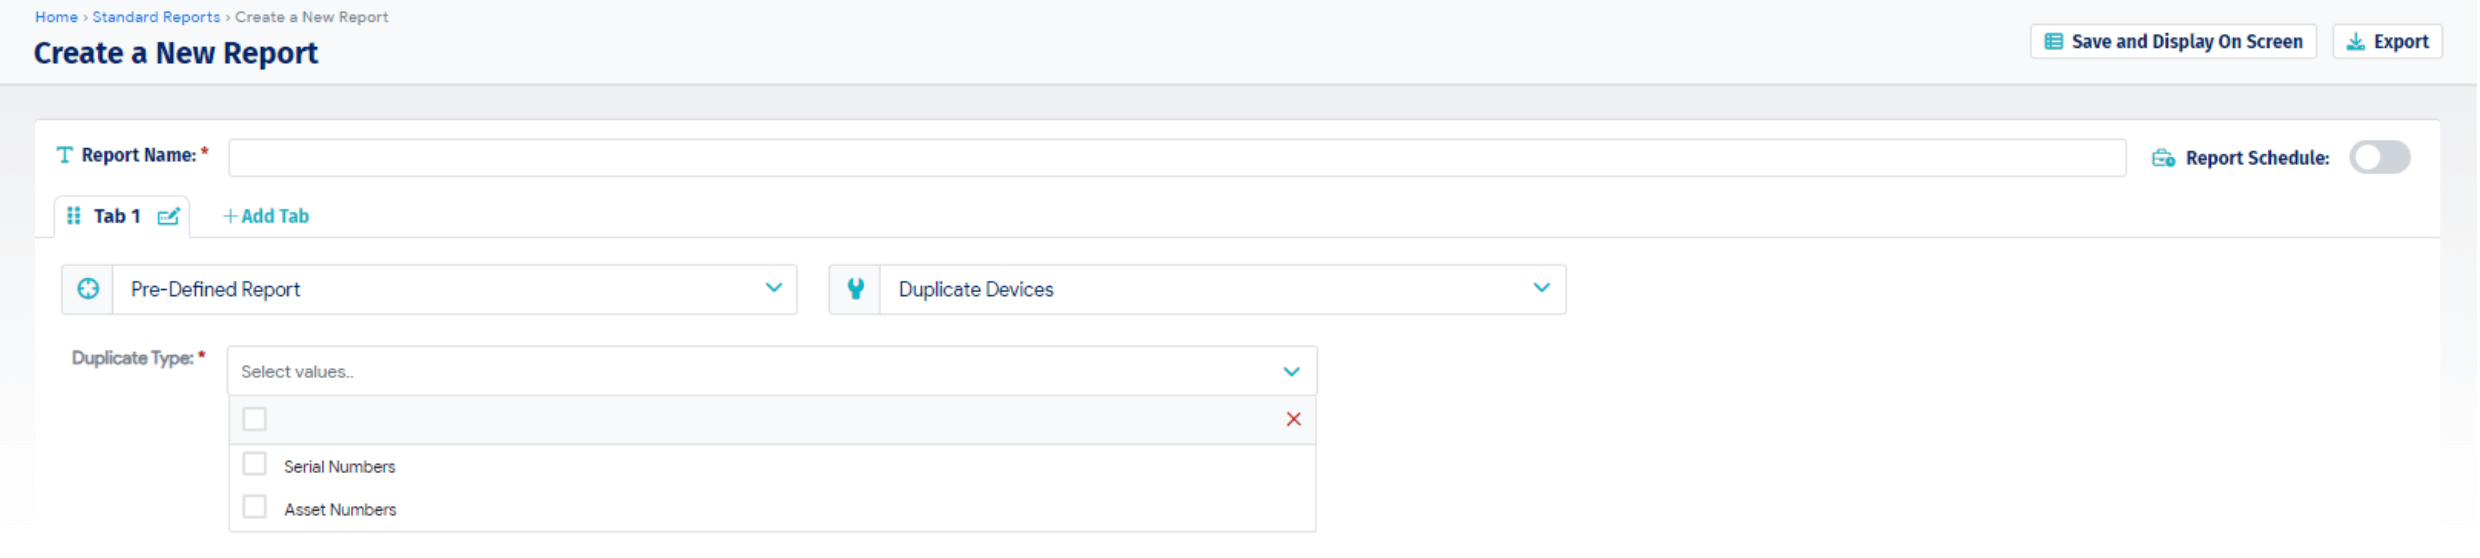 Home › Standard Reports › Create a New Report
Create a New Report
Save and Display On Screen
Export
Report Name: *
Report Schedule:
Tab 1
+ Add Tab
Pre-Defined Report
Duplicate Devices
Duplicate Type: *
Select values..
Serial Numbers
Asset Numbers